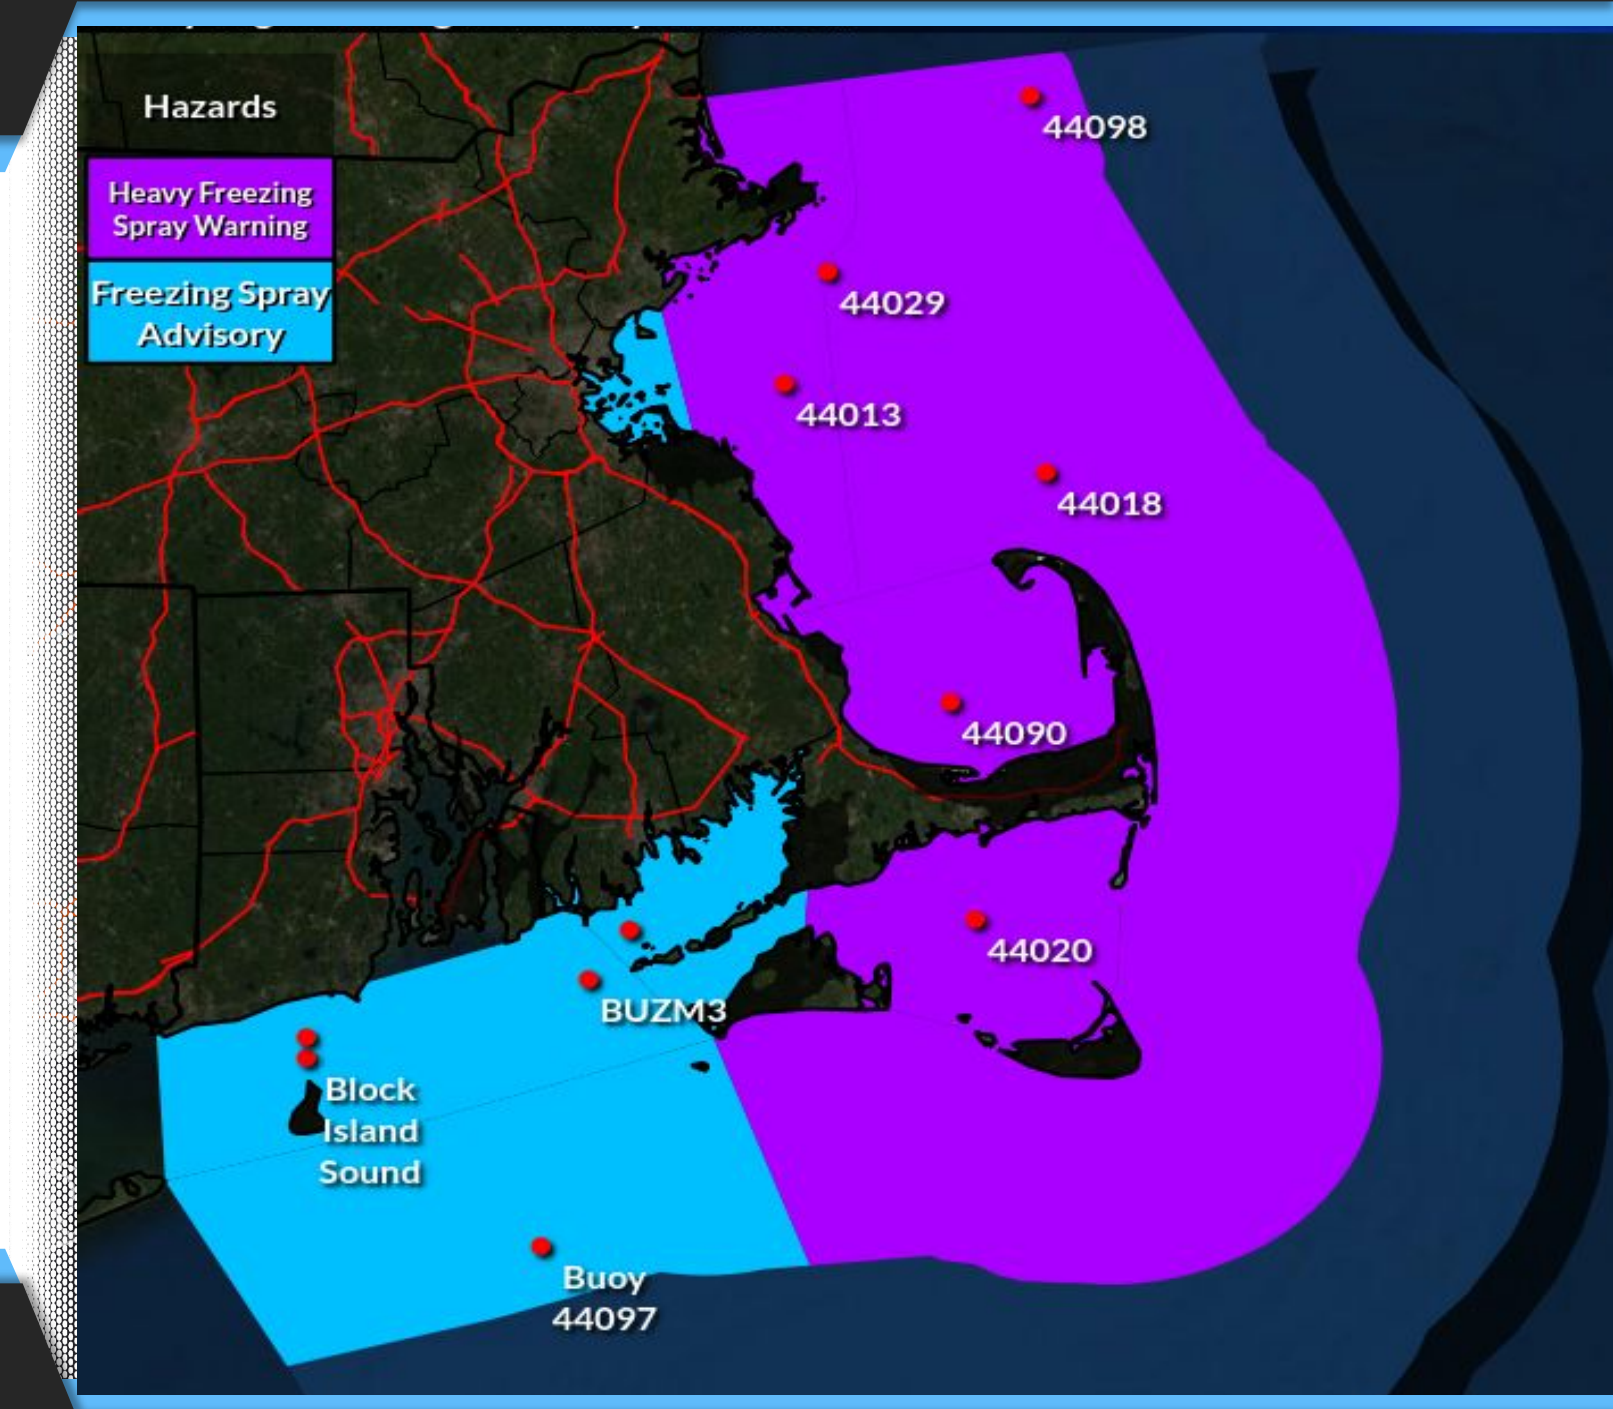 Hazards
Heavy Freezing
Spray Warning
Freezing Spray
Advisory
44098
44029
44013
44018
44090
44020
BUZM3
Block
Island
Sound
Buoy
44097